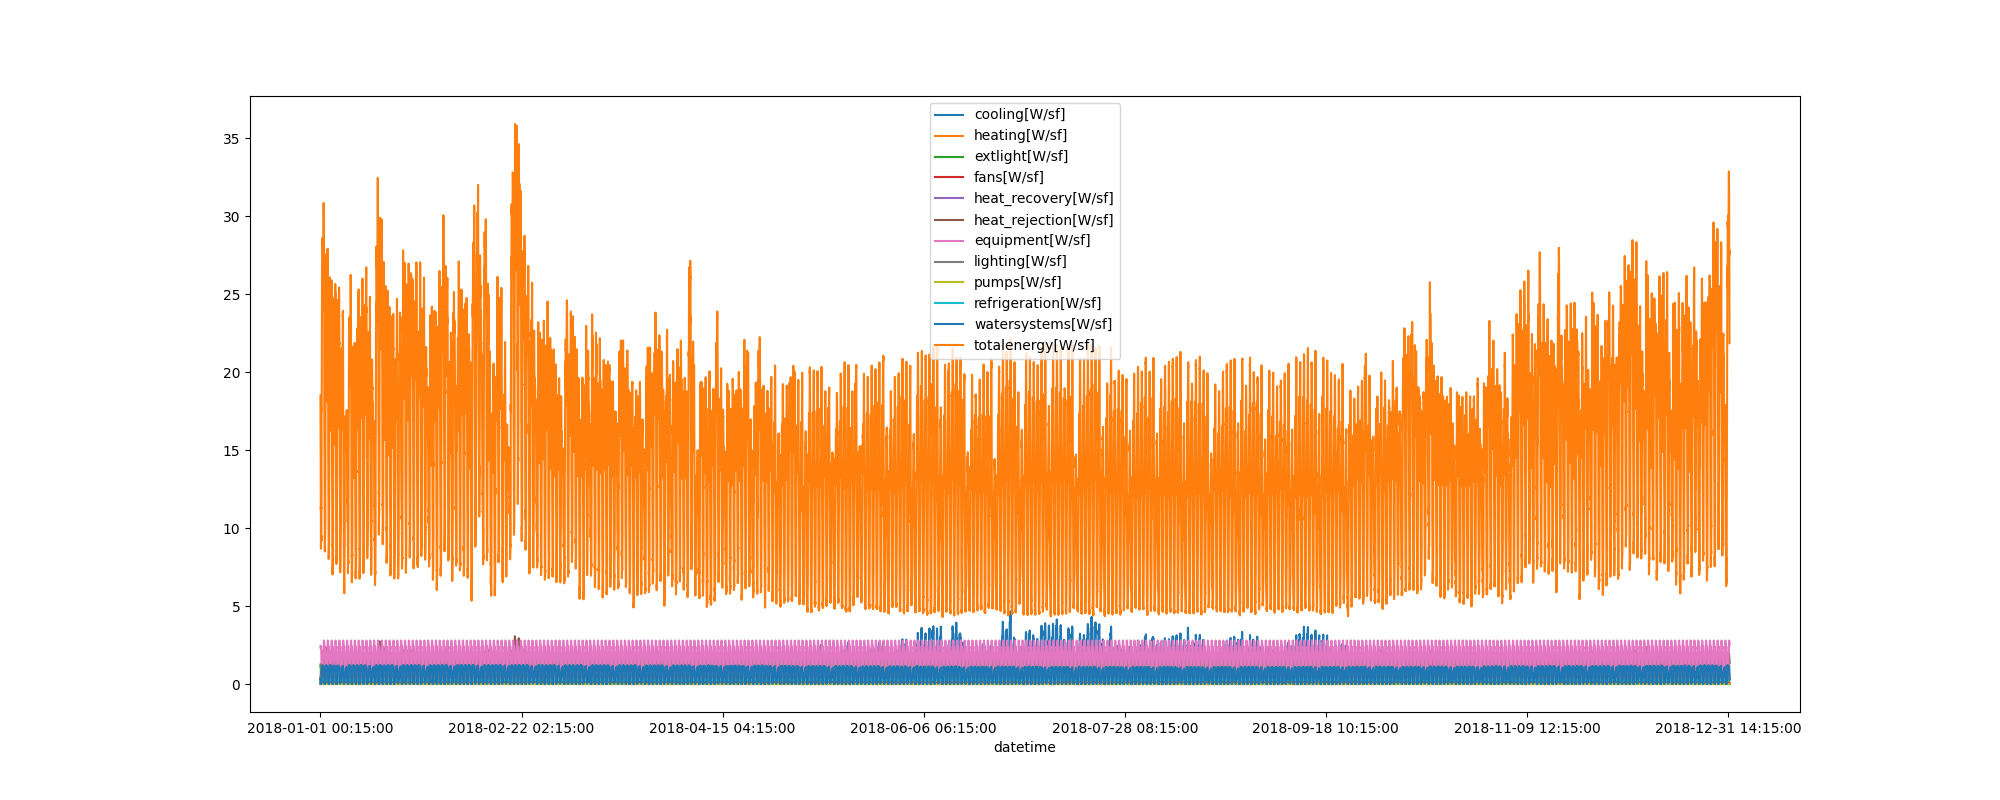 cooling[W/sf]
heating[W/sf]
extlight[W/sf]
fans[W/sf]
heat_recovery[W/sf]
heat_rejection[W/sf]
equipment[W/sf]
lighting[W/sf]
pumps[W/sf]
refrigeration[W/sf]
watersystems[W/sf]
totalenergy[W/sf]
35
30
25
20
15
10
5
0
2018-01-01 00:15:00 2018-02-22 02:15:00 2018-04-15 04:15:00 2018-06-06 06:15:00 2018-07-28 08:15:00 2018-09-18 10:15:00 2018-11-09 12:15:00 2018-12-31 14:15:00
datetime